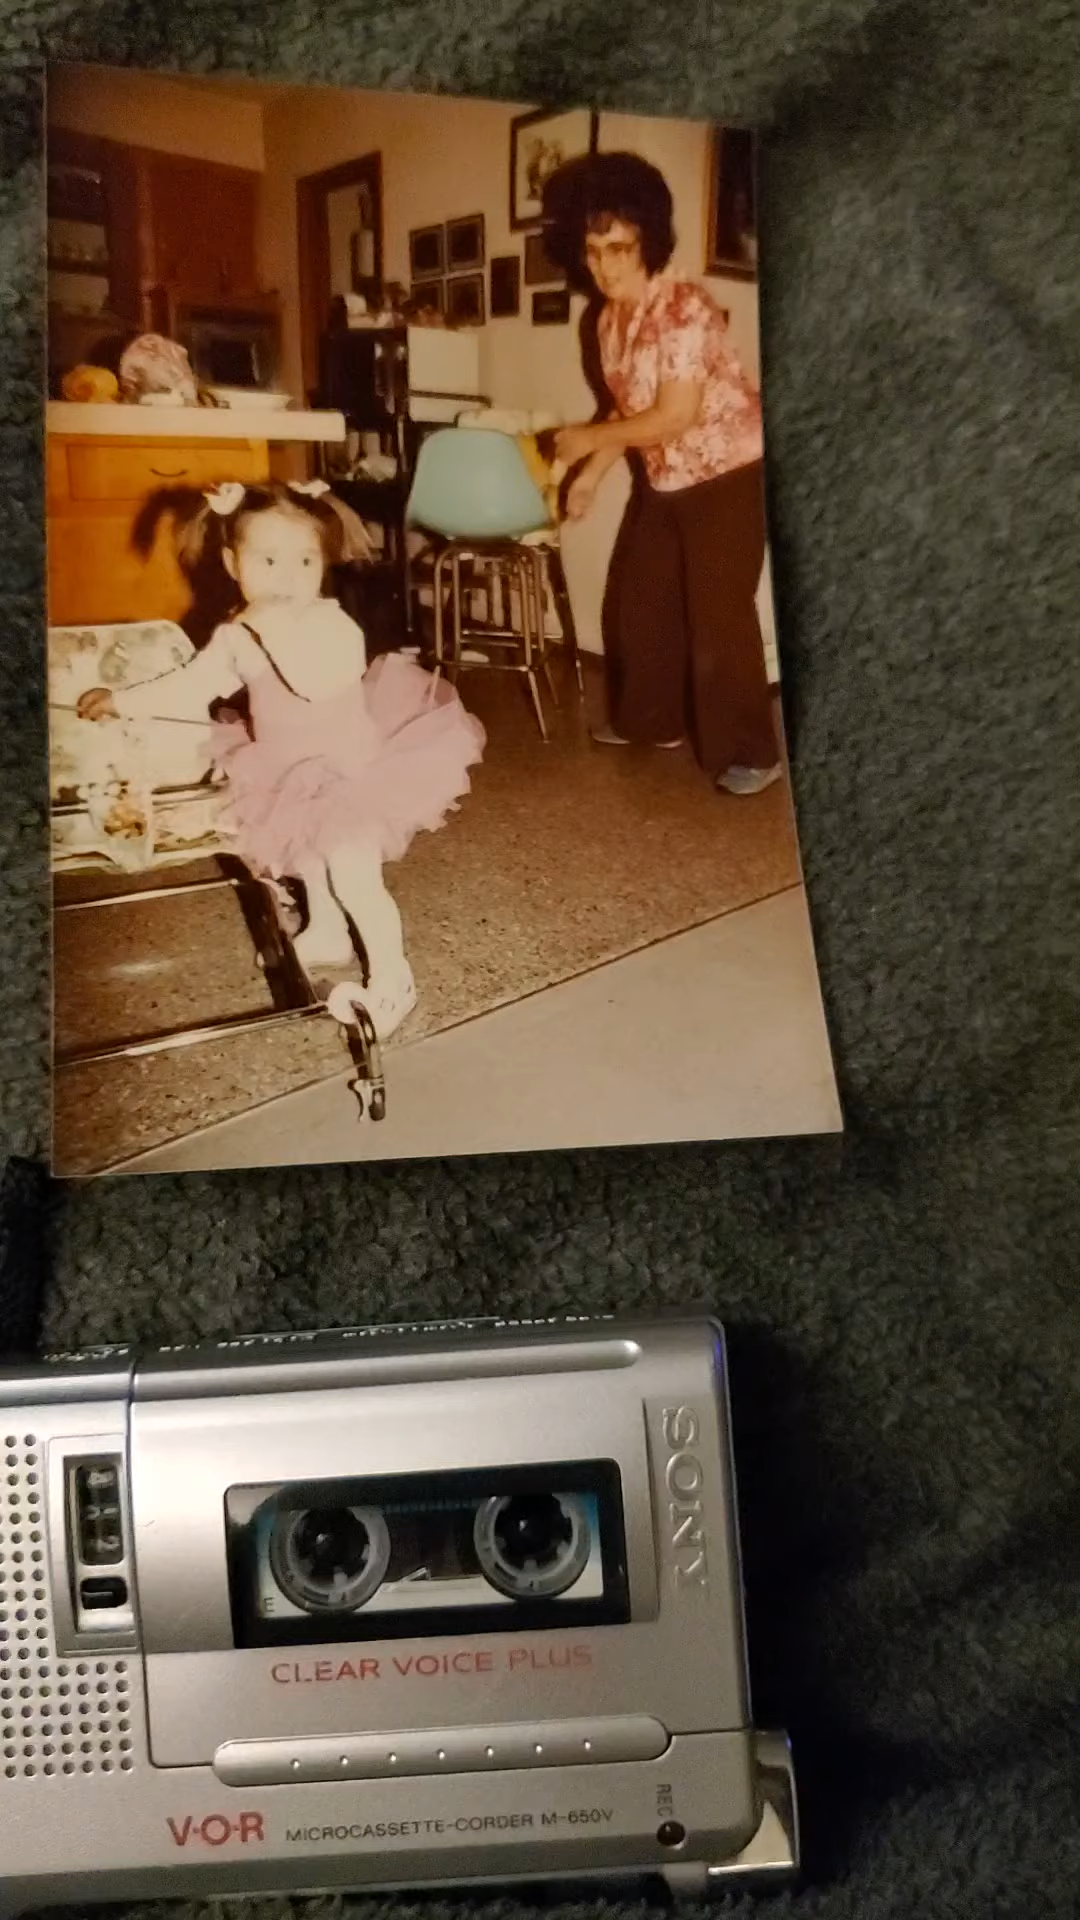 SONY
E
CLEAR VOICE PLUS
REC
V·O·R MICROCASSETTE-CORDER M-650V